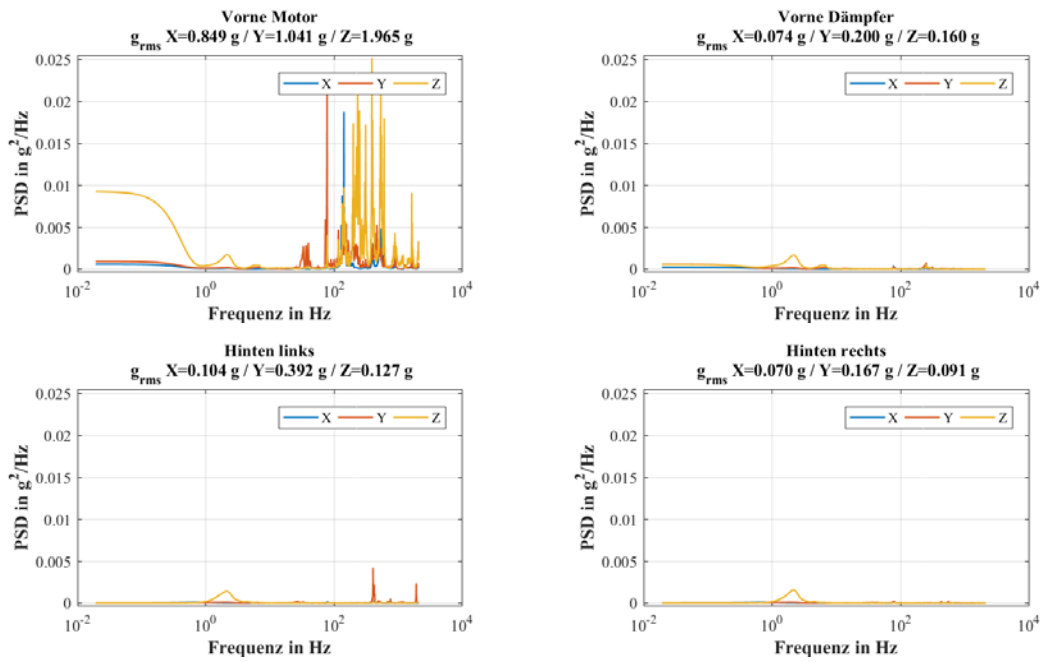 Vorne Motor
g_rms X=0.849 g / Y=1.041 g / Z=1.965 g
0.025
0.02
0.015
0.01
0.005
0
PSD in g²/Hz
X Y Z
10⁻² 10⁰ 10² 10⁴
Frequenz in Hz
Vorne Dämpfer
g_rms X=0.074 g / Y=0.200 g / Z=0.160 g
0.025
0.02
0.015
0.01
0.005
0
PSD in g²/Hz
X Y Z
10⁻² 10⁰ 10² 10⁴
Frequenz in Hz
Hinten links
g_rms X=0.104 g / Y=0.392 g / Z=0.127 g
0.025
0.02
0.015
0.01
0.005
0
PSD in g²/Hz
X Y Z
10⁻² 10⁰ 10² 10⁴
Frequenz in Hz
Hinten rechts
g_rms X=0.070 g / Y=0.167 g / Z=0.091 g
0.025
0.02
0.015
0.01
0.005
0
PSD in g²/Hz
X Y Z
10⁻² 10⁰ 10² 10⁴
Frequenz in Hz